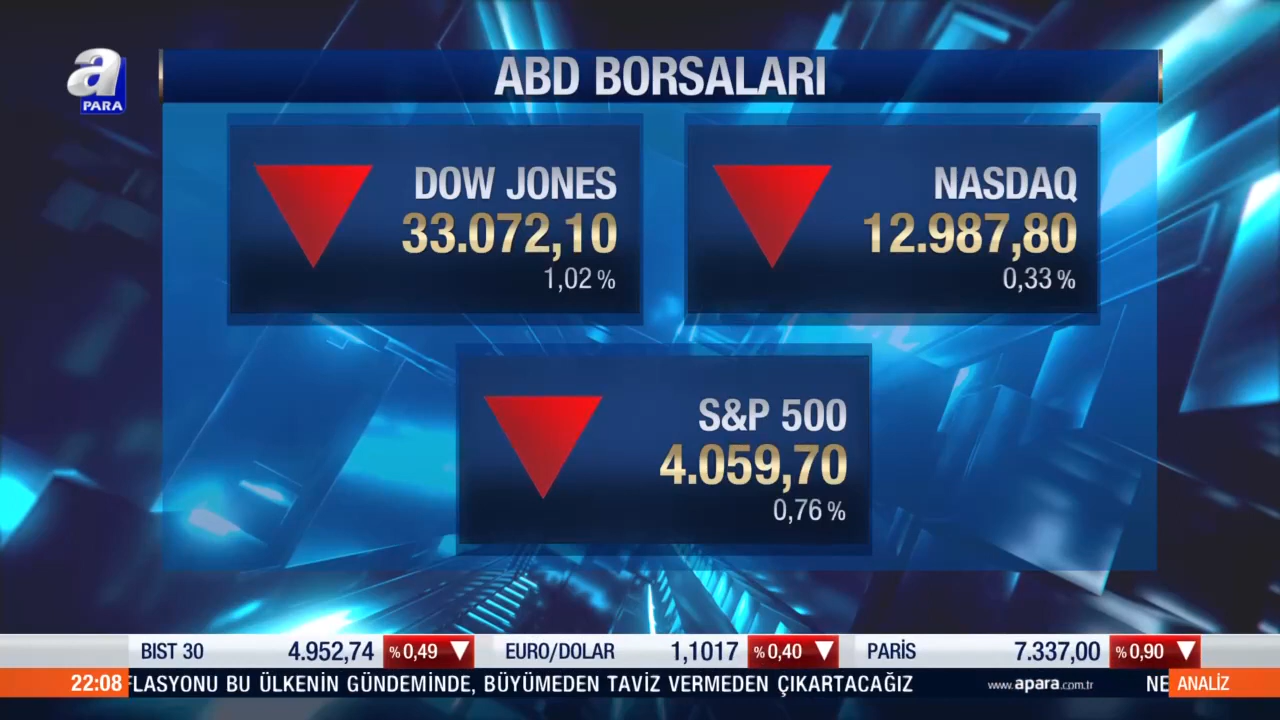 a
PARA
ABD BORSALARI
DOW JONES
33.072,10
1,02 %
NASDAQ
12.987,80
0,33 %
S&P 500
4.059,70
0,76 %
BIST 30 4.952,74 %0,49 EURO/DOLAR 1,1017 %0,40 PARİS 7.337,00 %0,90
22:08 FLASYONU BU ÜLKENİN GÜNDEMİNDE, BÜYÜMEDEN TAVİZ VERMEDEN ÇIKARTACAĞIZ www.apara.com.tr NE ANALİZ